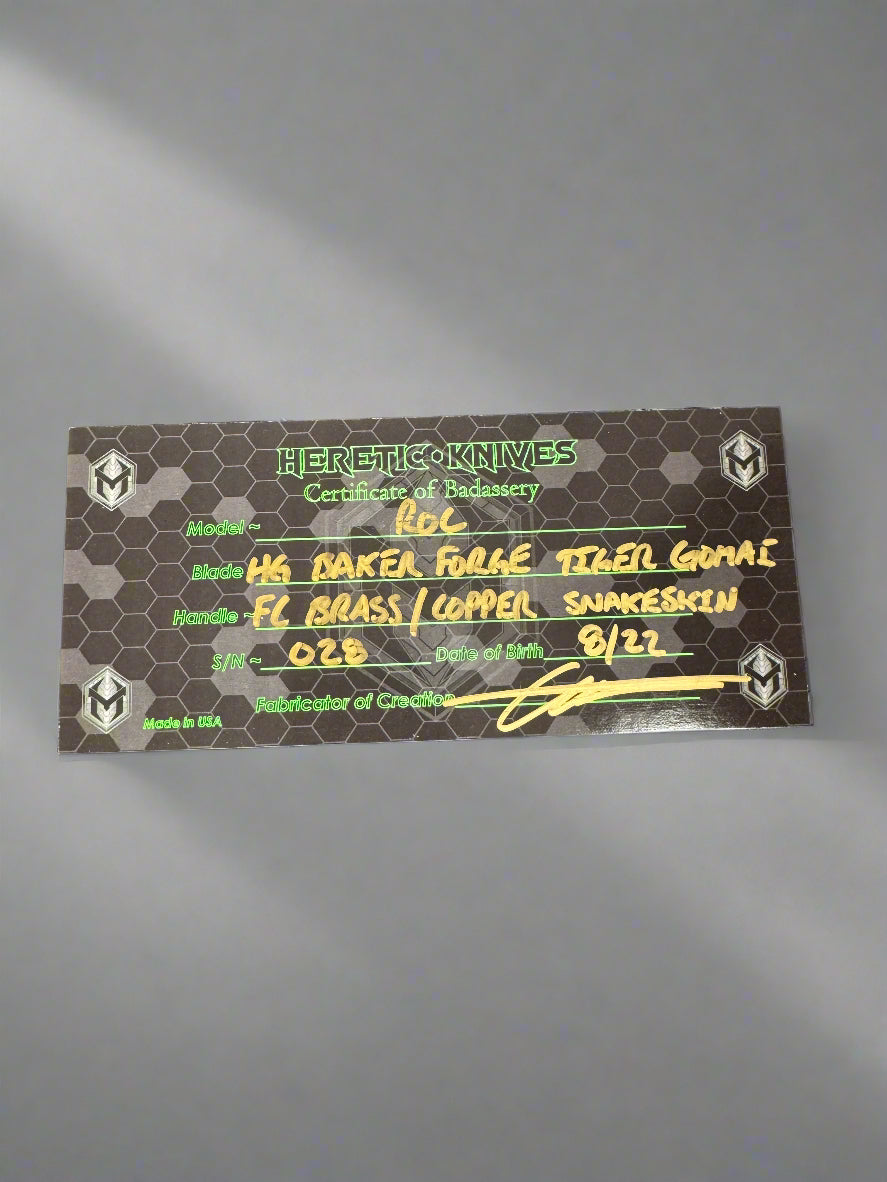 HERETIC KNIVES
Certificate of Badassery
Model ~ ROC
Blade HG BAKER FORGE TIGER GOMAI
Handle ~ FC BRASS/COPPER SNAKESKIN
S/N ~ 028 Date of Birth 8/22
Fabricator of Creation
Made in USA